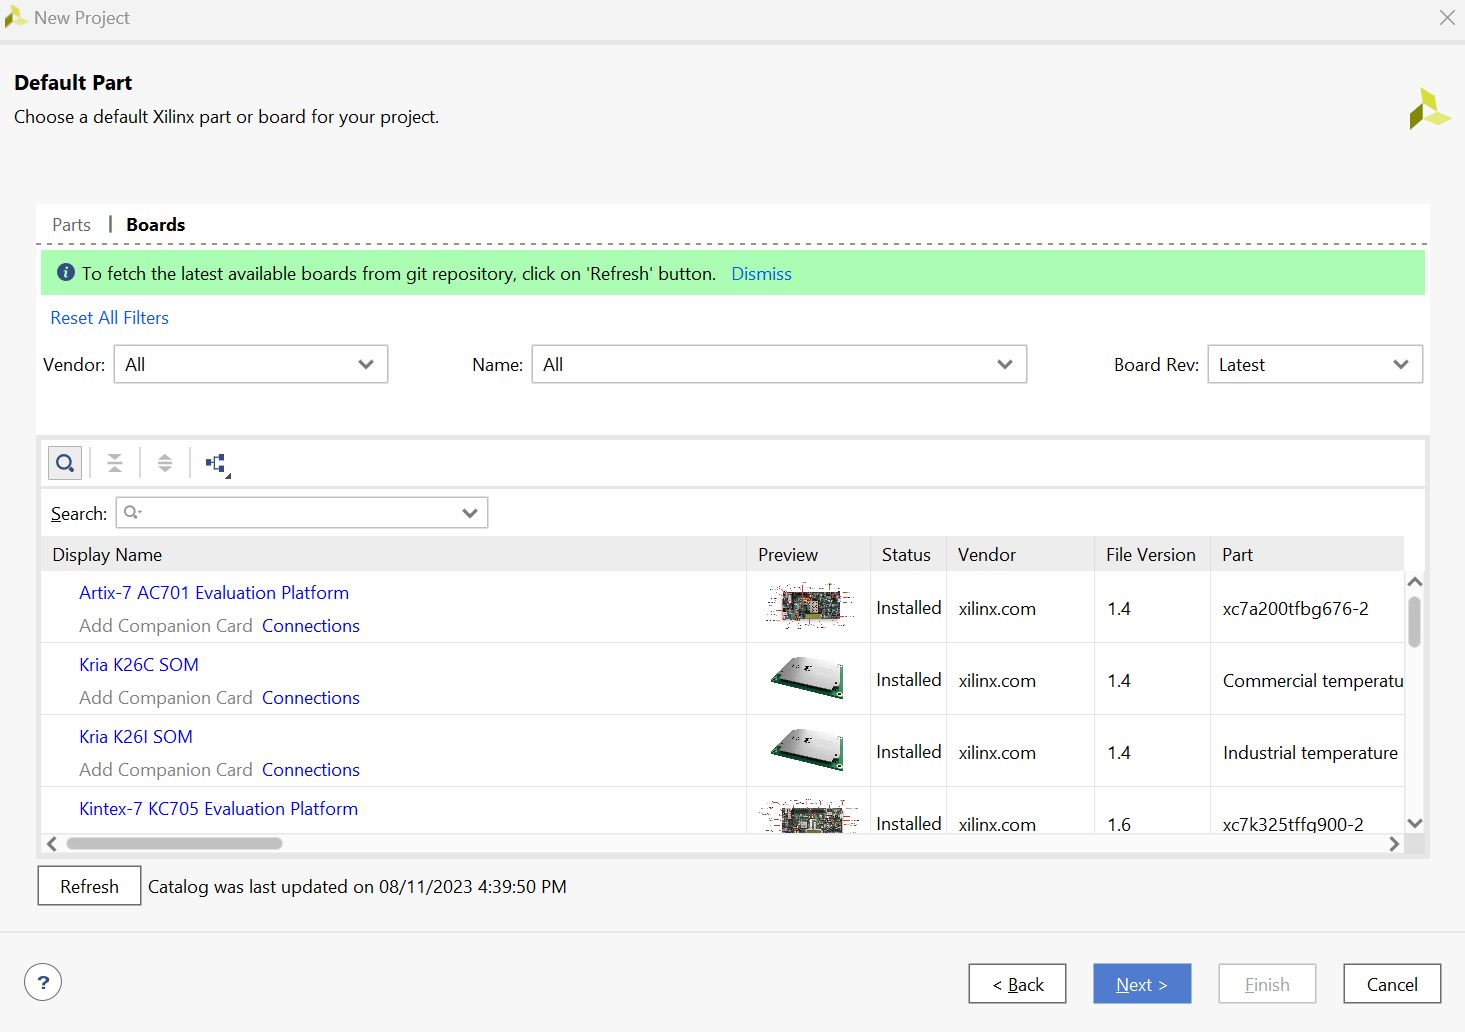 New Project
Default Part
Choose a default Xilinx part or board for your project.
Parts | Boards
To fetch the latest available boards from git repository, click on 'Refresh' button. Dismiss
Reset All Filters
Vendor: All Name: All Board Rev: Latest
Search:
Display Name Preview Status Vendor File Version Part
Artix-7 AC701 Evaluation Platform
Add Companion Card Connections
Installed xilinx.com 1.4 xc7a200tfbg676-2
Kria K26C SOM
Add Companion Card Connections
Installed xilinx.com 1.4 Commercial temperatu
Kria K26I SOM
Add Companion Card Connections
Installed xilinx.com 1.4 Industrial temperature
Kintex-7 KC705 Evaluation Platform
Installed xilinx.com 1.6 xc7k325tffg900-2
Refresh Catalog was last updated on 08/11/2023 4:39:50 PM
? < Back Next > Finish Cancel